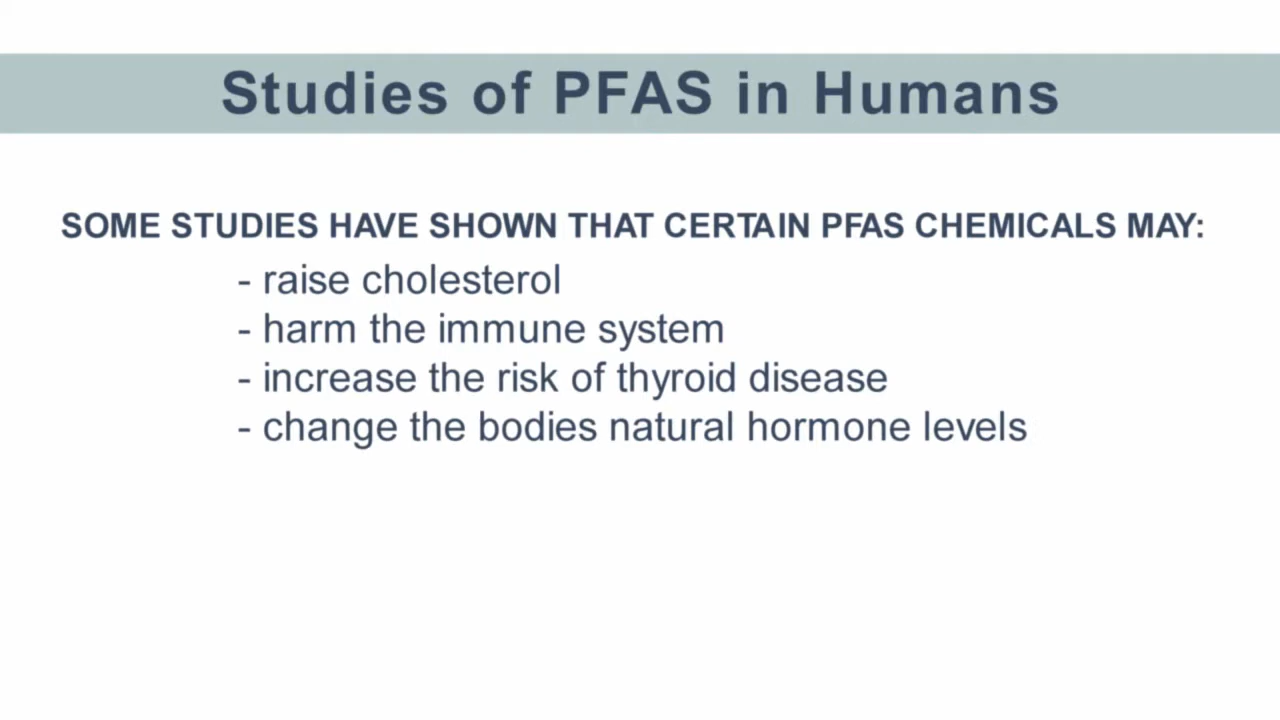 Studies of PFAS in Humans
SOME STUDIES HAVE SHOWN THAT CERTAIN PFAS CHEMICALS MAY:
- raise cholesterol
- harm the immune system
- increase the risk of thyroid disease
- change the bodies natural hormone levels